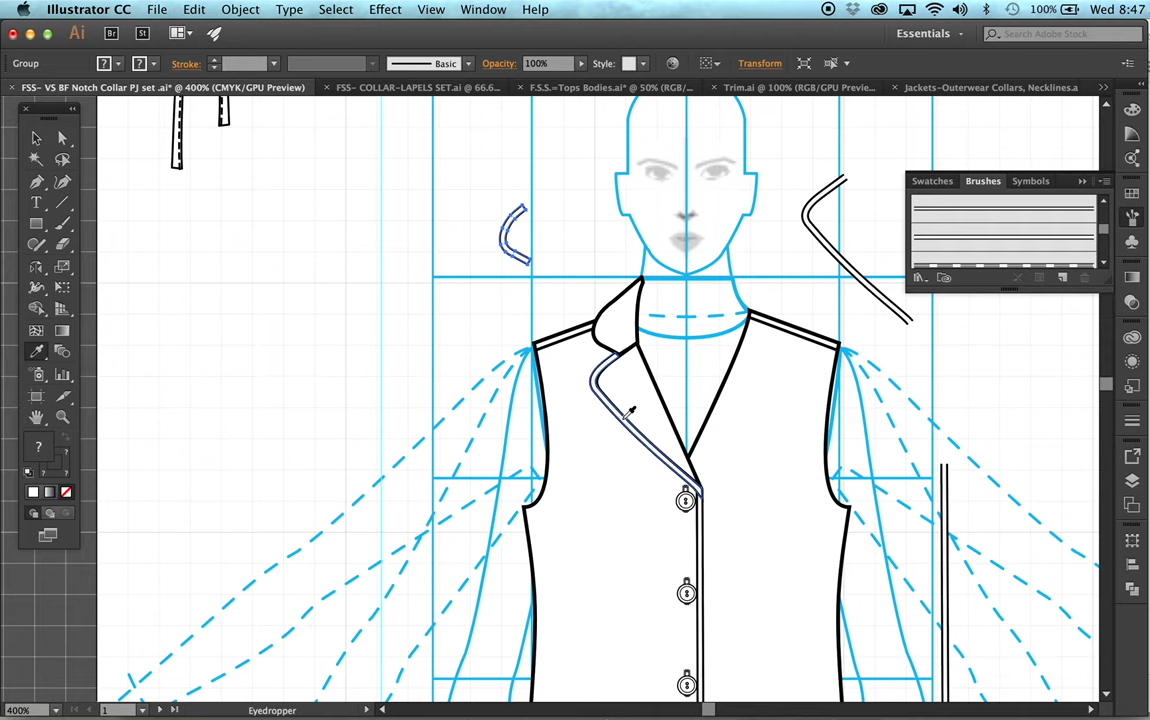 Illustrator CC File Edit Object Type Select Effect View Window Help 100% Wed 8:47
Ai Br St Essentials Search Adobe Stock
Group ? ? Stroke: Basic Opacity: 100% Style: Transform
× FSS- VS BF Notch Collar PJ set .ai* @ 400% (CMYK/GPU Preview) × FSS- COLLAR-LAPELS SET.ai @ 66.6... × F.S.S.=Tops Bodies.ai* @ 50% (RGB/... × Trim.ai @ 100% (RGB/GPU Previe... × Jackets-Outerwear Collars, Necklines.a
Swatches Brushes Symbols
T
?
?
400% 1 Eyedropper